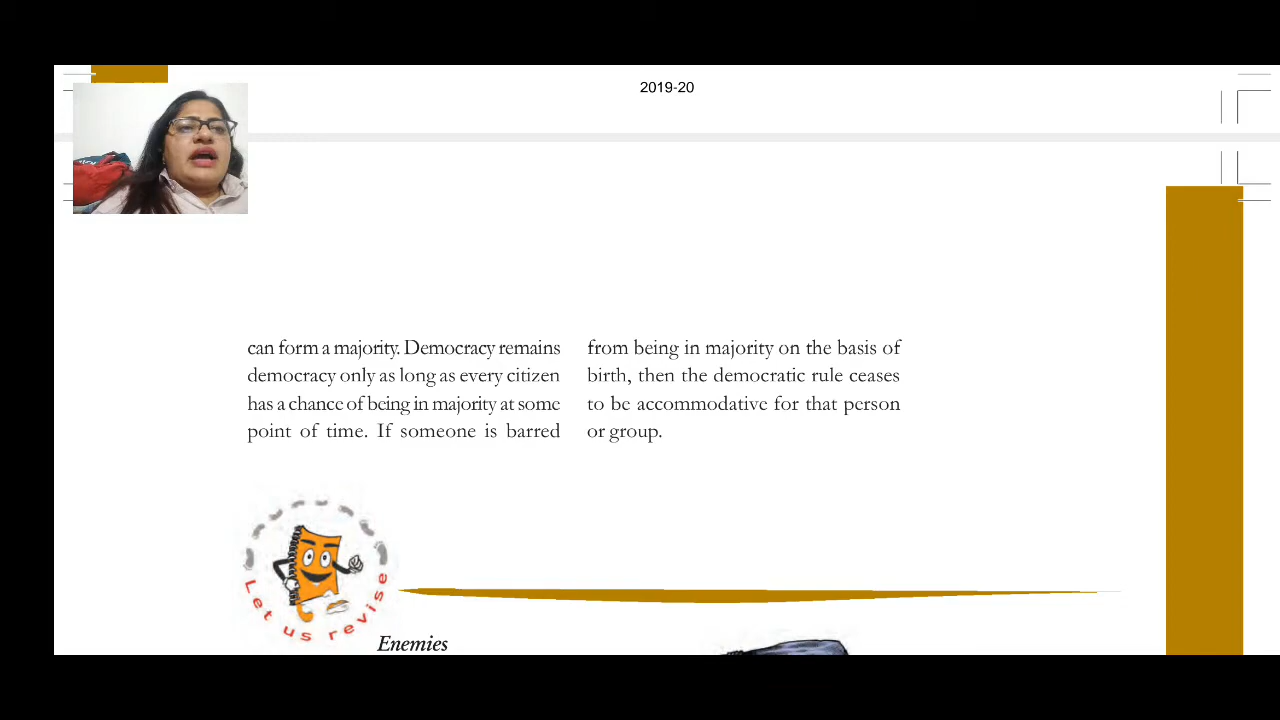 2019-20
can form a majority. Democracy remains
democracy only as long as every citizen
has a chance of being in majority at some
point of time. If someone is barred
from being in majority on the basis of
birth, then the democratic rule ceases
to be accommodative for that person
or group.
Let us revise
Enemies